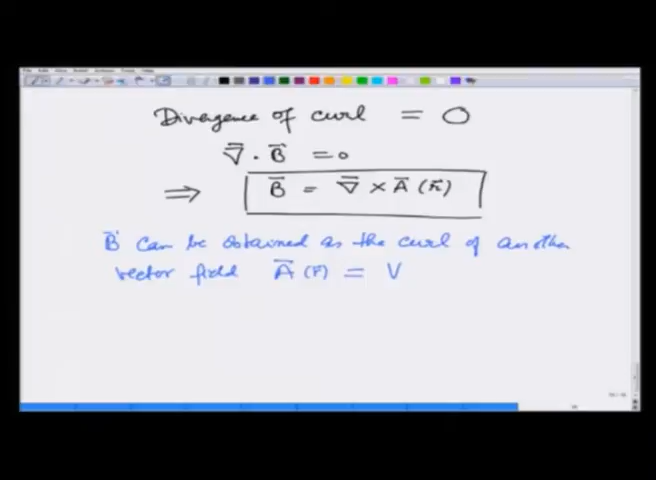 Divergence of curl = 0
∇⃗ · B⃗ = 0
⇒ B⃗ = ∇⃗ × A⃗ (r⃗)
B⃗ can be obtained as the curl of another
vector field A⃗ (r) = V